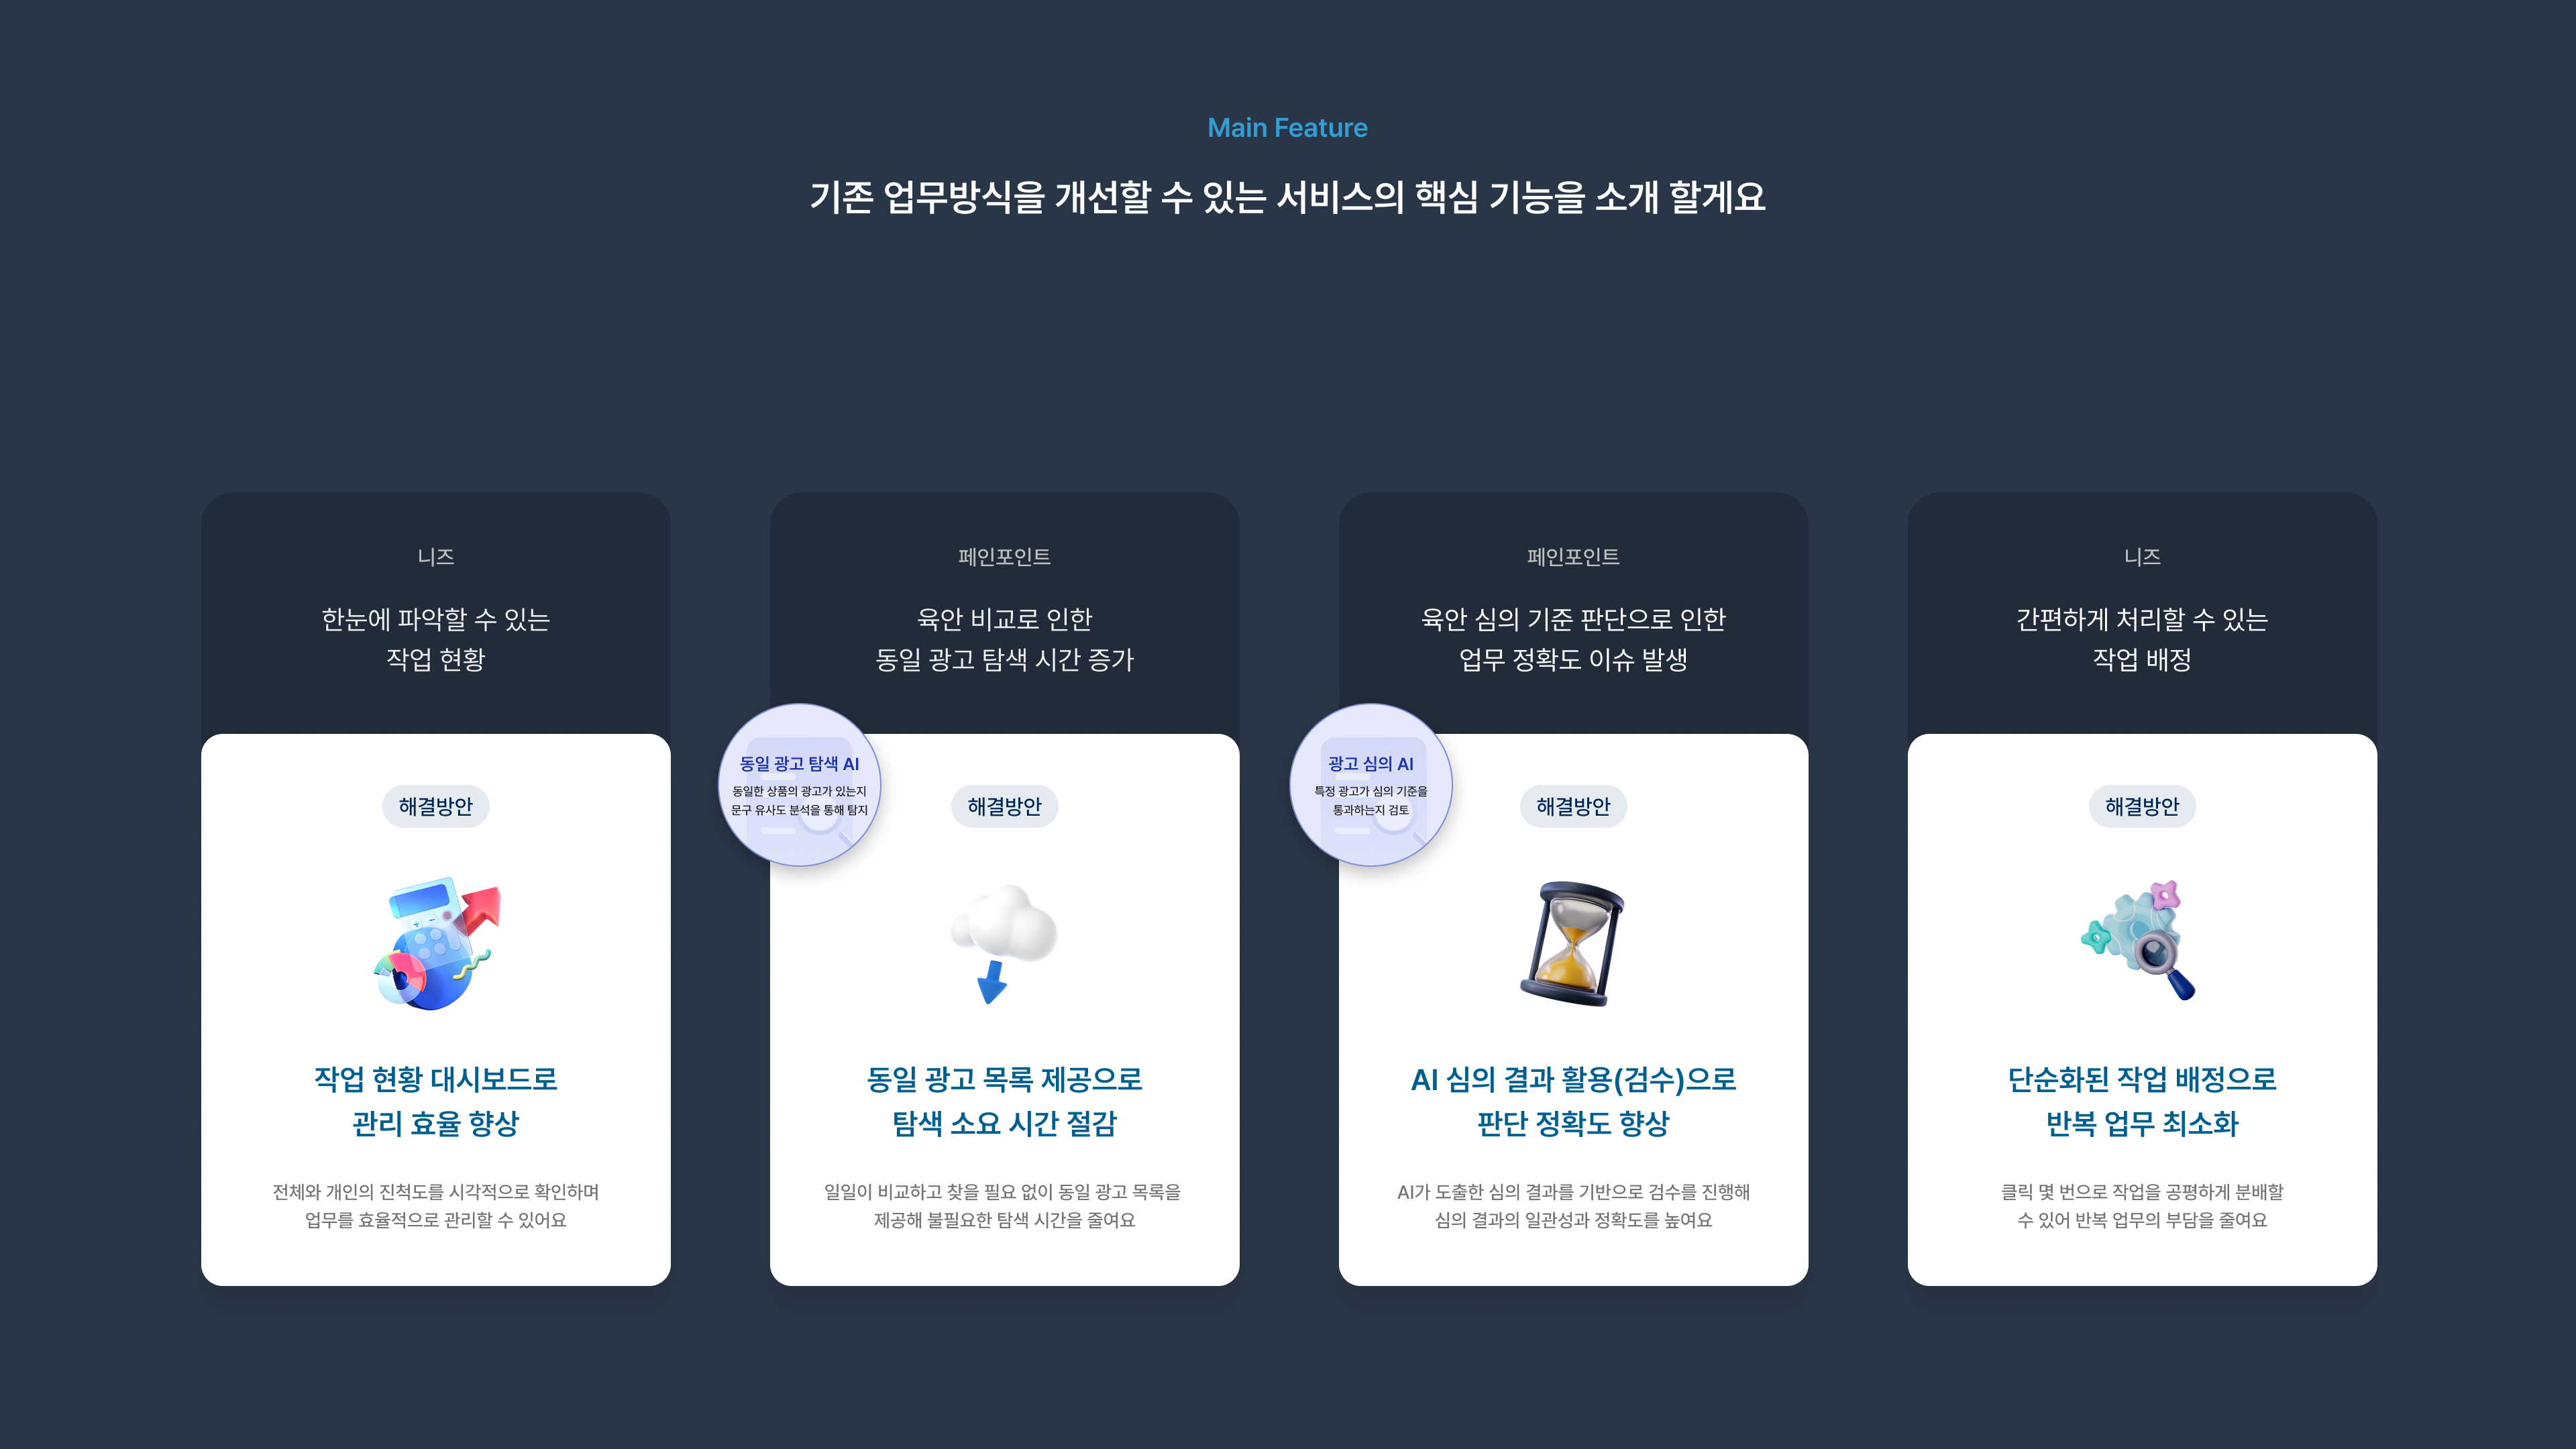 Main Feature
기존 업무방식을 개선할 수 있는 서비스의 핵심 기능을 소개 할게요
니즈
한눈에 파악할 수 있는
작업 현황
해결방안
작업 현황 대시보드로
관리 효율 향상
전체와 개인의 진척도를 시각적으로 확인하며
업무를 효율적으로 관리할 수 있어요
페인포인트
육안 비교로 인한
동일 광고 탐색 시간 증가
동일 광고 탐색 AI
동일한 상품의 광고가 있는지
문구 유사도 분석을 통해 탐지
해결방안
동일 광고 목록 제공으로
탐색 소요 시간 절감
일일이 비교하고 찾을 필요 없이 동일 광고 목록을
제공해 불필요한 탐색 시간을 줄여요
페인포인트
육안 심의 기준 판단으로 인한
업무 정확도 이슈 발생
광고 심의 AI
특정 광고가 심의 기준을
통과하는지 검토
해결방안
AI 심의 결과 활용(검수)으로
판단 정확도 향상
AI가 도출한 심의 결과를 기반으로 검수를 진행해
심의 결과의 일관성과 정확도를 높여요
니즈
간편하게 처리할 수 있는
작업 배정
해결방안
단순화된 작업 배정으로
반복 업무 최소화
클릭 몇 번으로 작업을 공평하게 분배할
수 있어 반복 업무의 부담을 줄여요